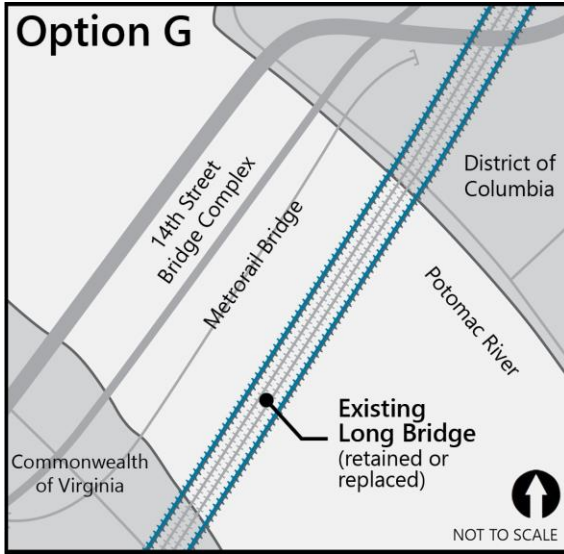 Option G
14th Street
Bridge Complex
Metrorail Bridge
District of
Columbia
Potomac River
Existing
Long Bridge
(retained or
replaced)
Commonwealth
of Virginia
NOT TO SCALE